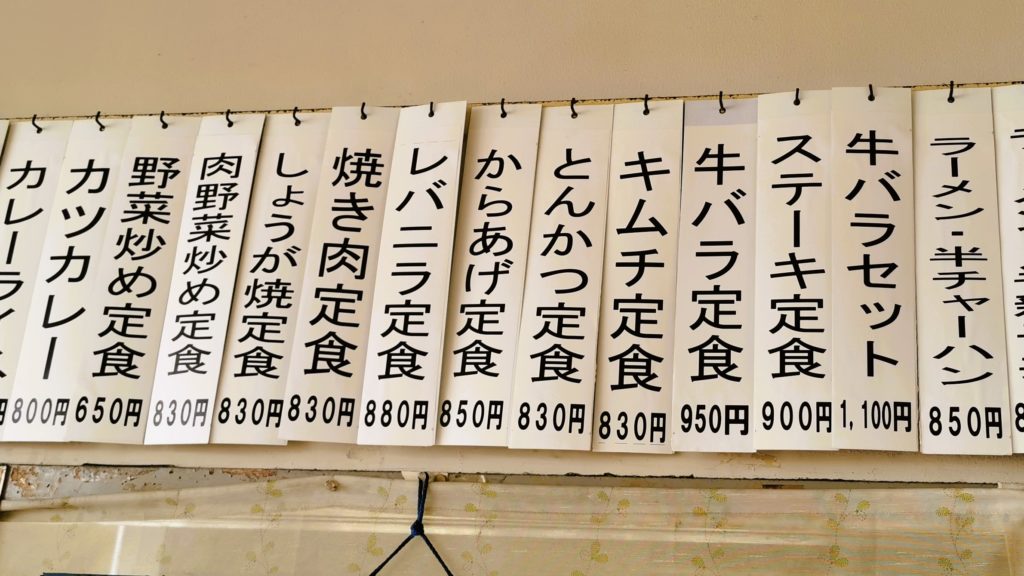 ラーメン・半チャーハン
850円
牛バラセット
1,100円
ステーキ定食
900円
牛バラ定食
950円
キムチ定食
830円
とんかつ定食
830円
からあげ定食
850円
レバニラ定食
880円
焼き肉定食
830円
しょうが焼定食
830円
肉野菜炒め定食
830円
野菜炒め定食
650円
カツカレー
800円
カレーライス
円